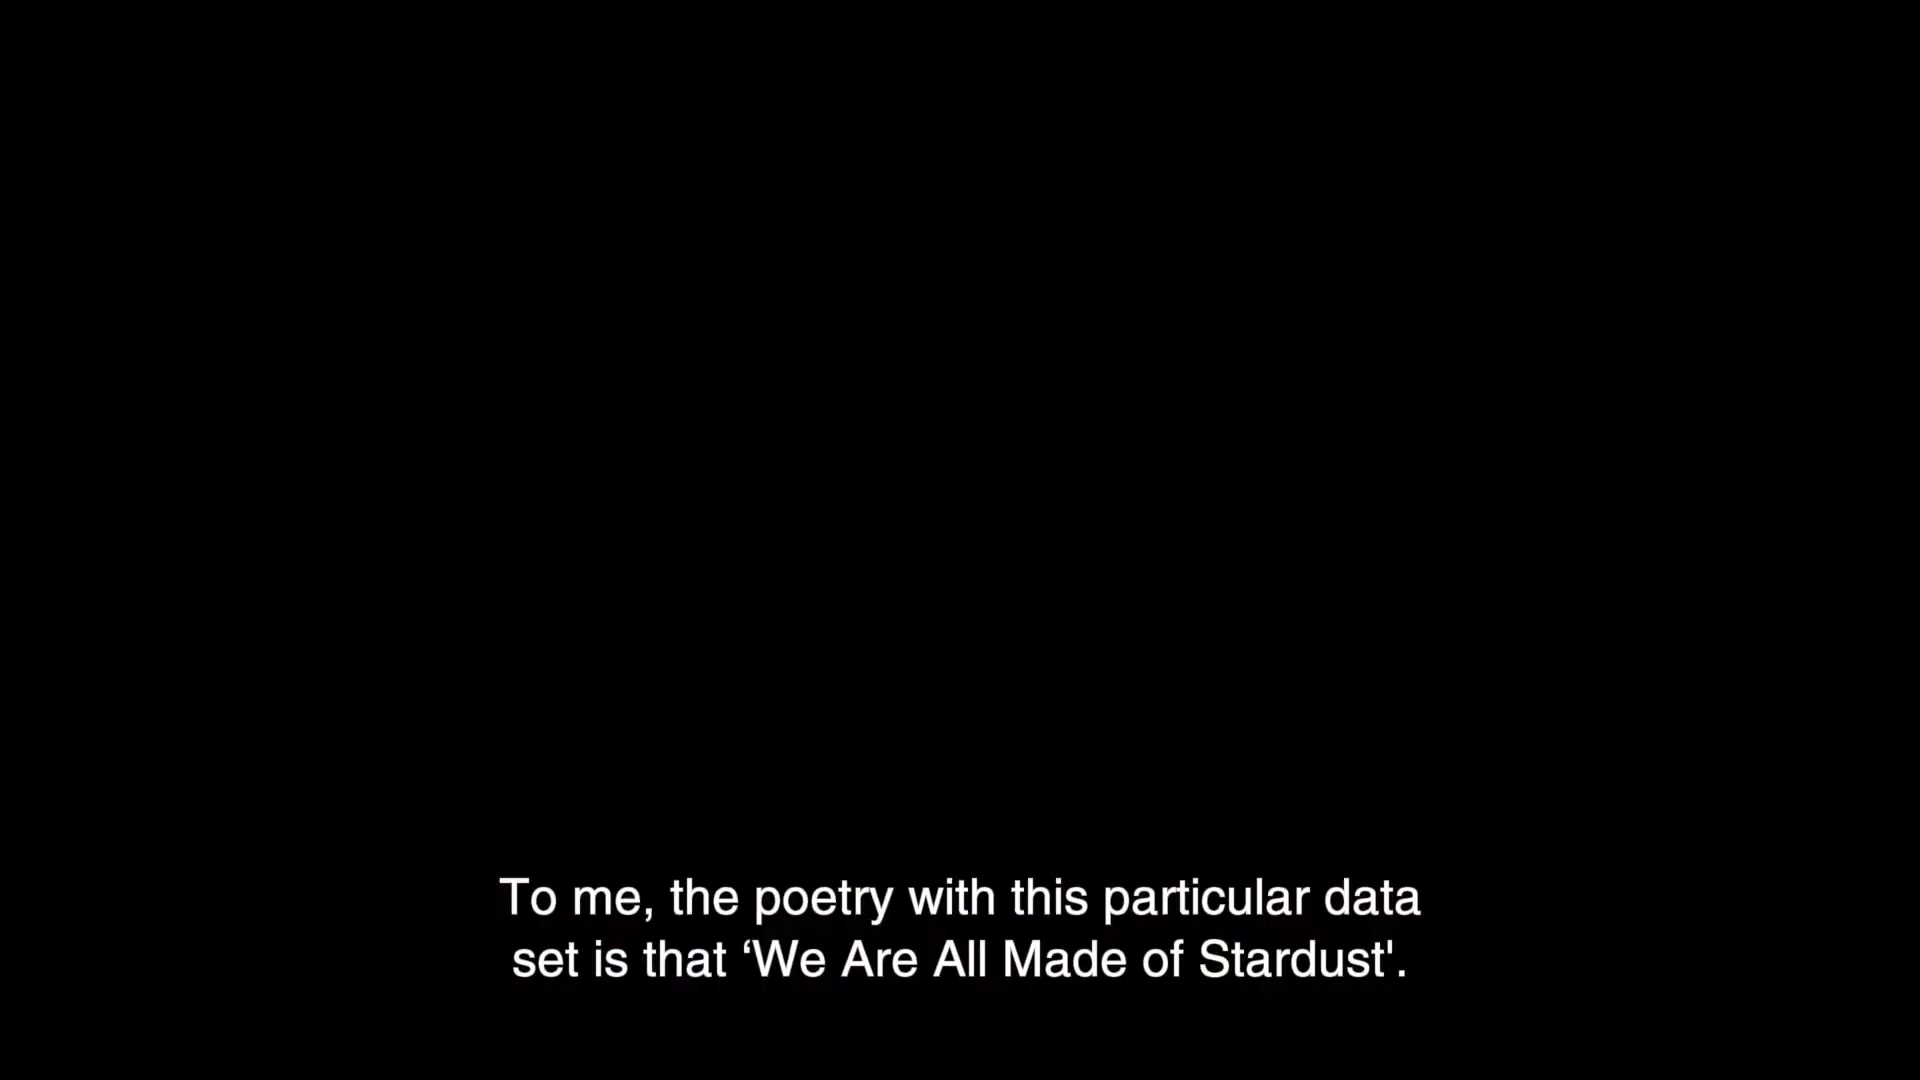 To me, the poetry with this particular data
set is that ‘We Are All Made of Stardust'.